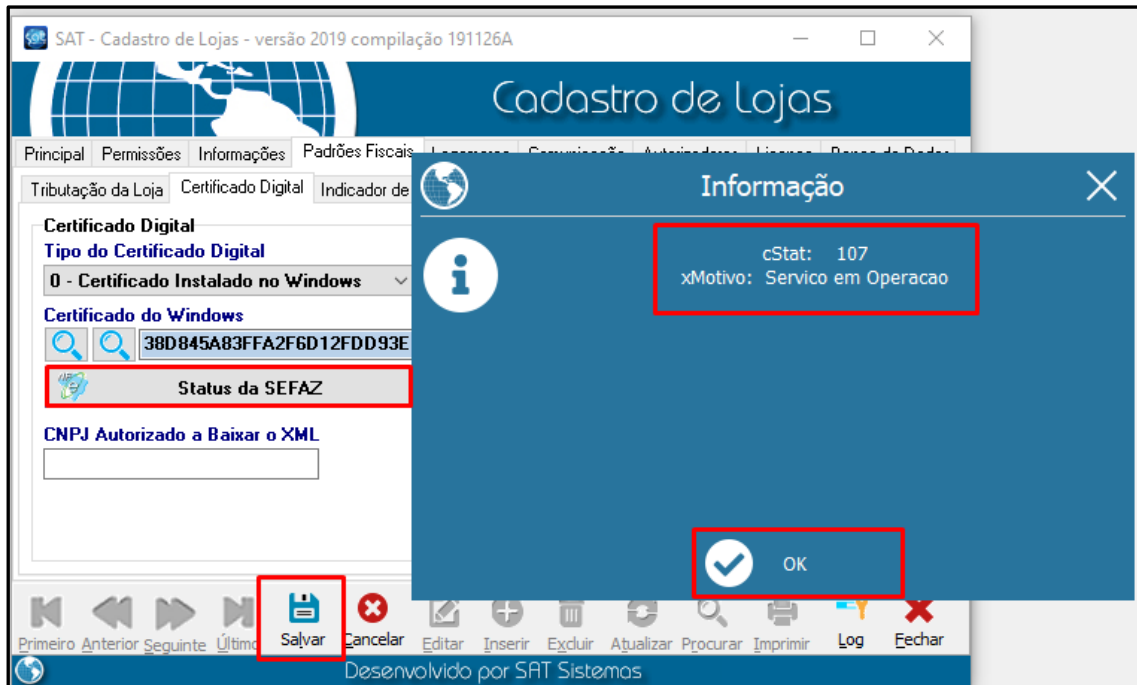 SAT - Cadastro de Lojas - versão 2019 compilação 191126A
Cadastro de Lojas
Principal Permissões Informações Padrões Fiscais
Tributação da Loja Certificado Digital Indicador de
Certificado Digital
Tipo do Certificado Digital
0 - Certificado Instalado no Windows
Certificado do Windows
38D845A83FFA2F6D12FDD93E
Status da SEFAZ
CNPJ Autorizado a Baixar o XML
Informação
cStat: 107
xMotivo: Servico em Operacao
OK
Primeiro Anterior Seguinte Último Salvar Cancelar Editar Inserir Excluir Atualizar Procurar Imprimir Log Fechar
Desenvolvido por SAT Sistemas